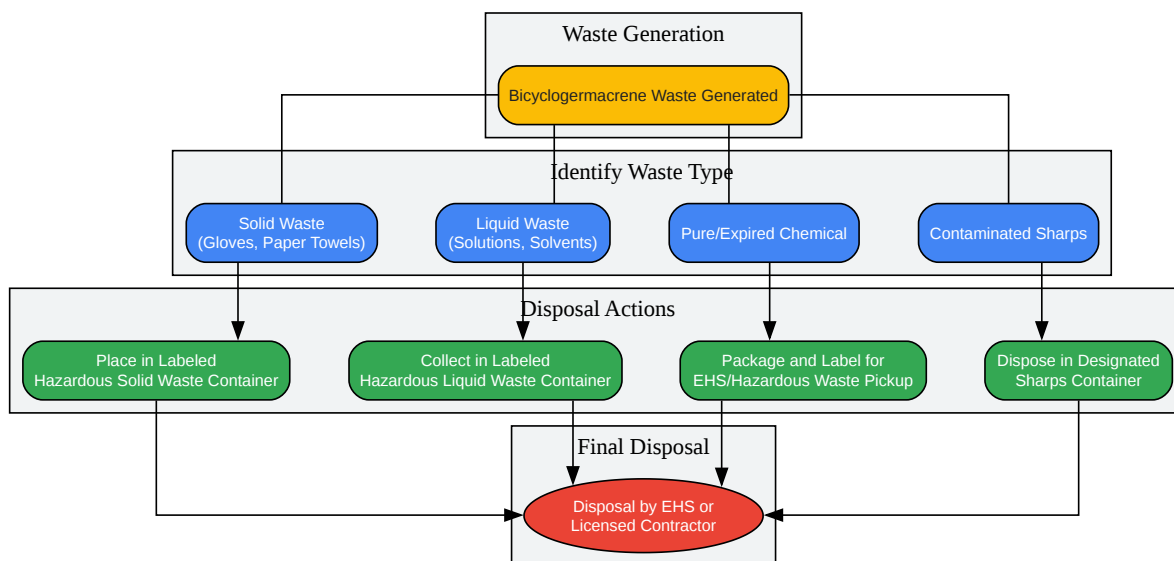 Waste Generation
Bicyclogermacrene Waste Generated
Identify Waste Type
Solid Waste
(Gloves, Paper Towels)
Liquid Waste
(Solutions, Solvents)
Pure/Expired Chemical
Contaminated Sharps
Disposal Actions
Place in Labeled
Hazardous Solid Waste Container
Collect in Labeled
Hazardous Liquid Waste Container
Package and Label for
EHS/Hazardous Waste Pickup
Dispose in Designated
Sharps Container
Final Disposal
Disposal by EHS or
Licensed Contractor